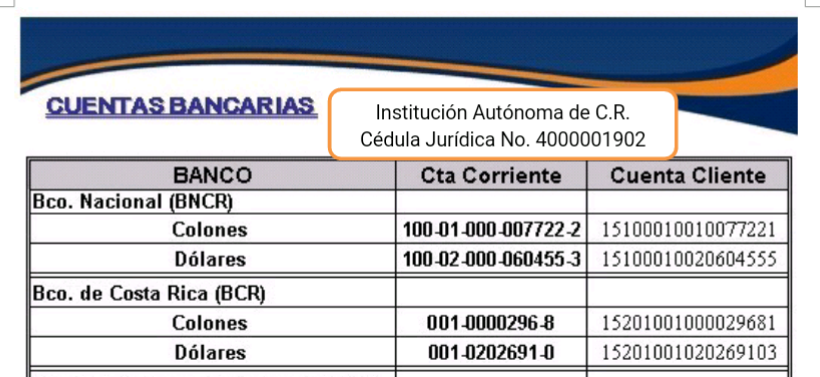 CUENTAS BANCARIAS
Institución Autónoma de C.R.
Cédula Jurídica No. 4000001902
BANCO Cta Corriente Cuenta Cliente
Bco. Nacional (BNCR)
Colones 100-01-000-007722-2 15100010010077221
Dólares 100-02-000-060455-3 15100010020604555
Bco. de Costa Rica (BCR)
Colones 001-0000296-8 15201001000029681
Dólares 001-0202691-0 15201001020269103